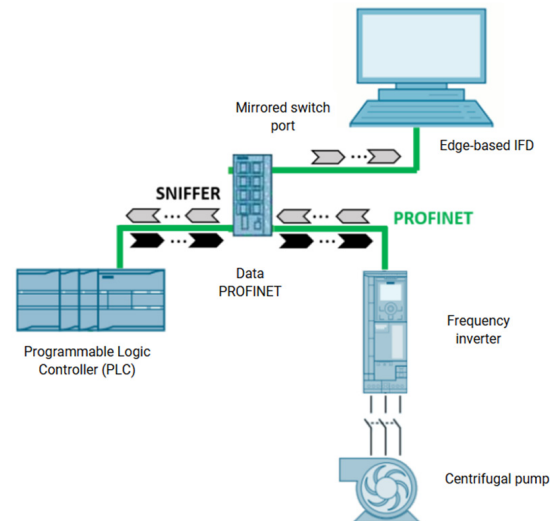 Mirrored switch
port
Edge-based IFD
SNIFFER
PROFINET
Data
PROFINET
Programmable Logic
Controller (PLC)
Frequency
inverter
Centrifugal pump